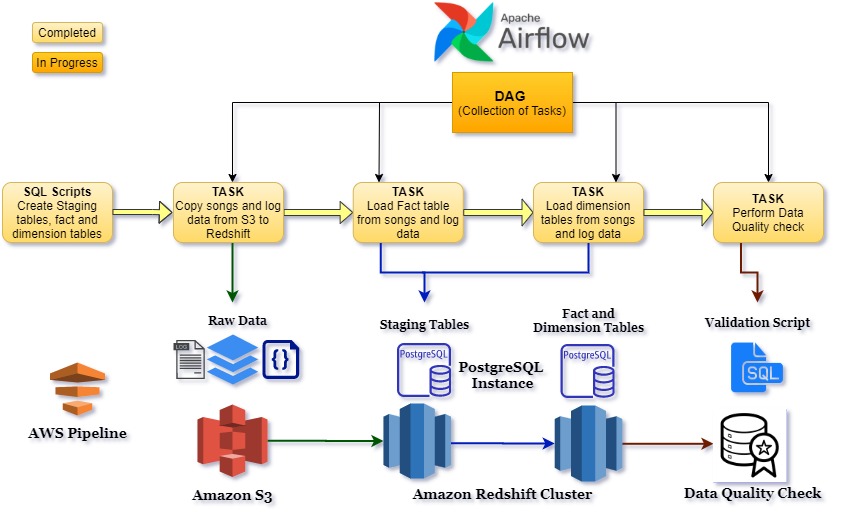 Completed
In Progress
Apache
Airflow
DAG
(Collection of Tasks)
SQL Scripts
Create Staging
tables, fact and
dimension tables
TASK
Copy songs and log
data from S3 to
Redshift
TASK
Load Fact table
from songs and log
data
TASK
Load dimension
tables from songs
and log data
TASK
Perform Data
Quality check
Raw Data
Staging Tables
Fact and
Dimension Tables
Validation Script
LOG
{}
PostgreSQL
PostgreSQL
Instance
PostgreSQL
SQL
AWS Pipeline
Amazon S3
Amazon Redshift Cluster
Data Quality Check